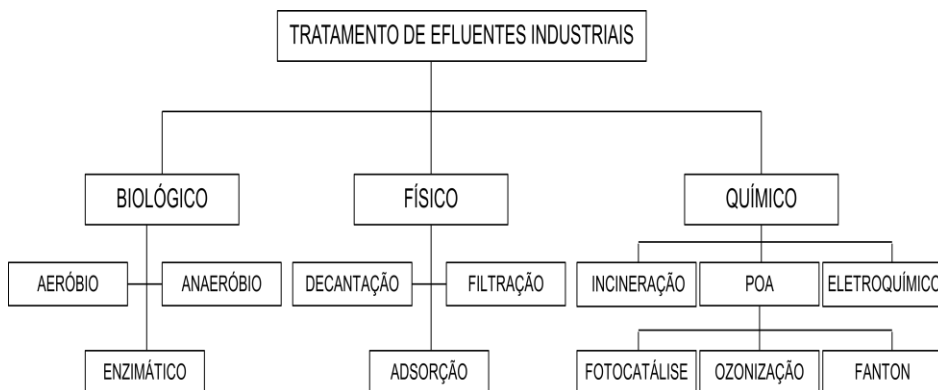 TRATAMENTO DE EFLUENTES INDUSTRIAIS
BIOLÓGICO
FÍSICO
QUÍMICO
AERÓBIO
ANAERÓBIO
DECANTAÇÃO
FILTRAÇÃO
INCINERAÇÃO
POA
ELETROQUÍMICO
ENZIMÁTICO
ADSORÇÃO
FOTOCATÁLISE
OZONIZAÇÃO
FANTON